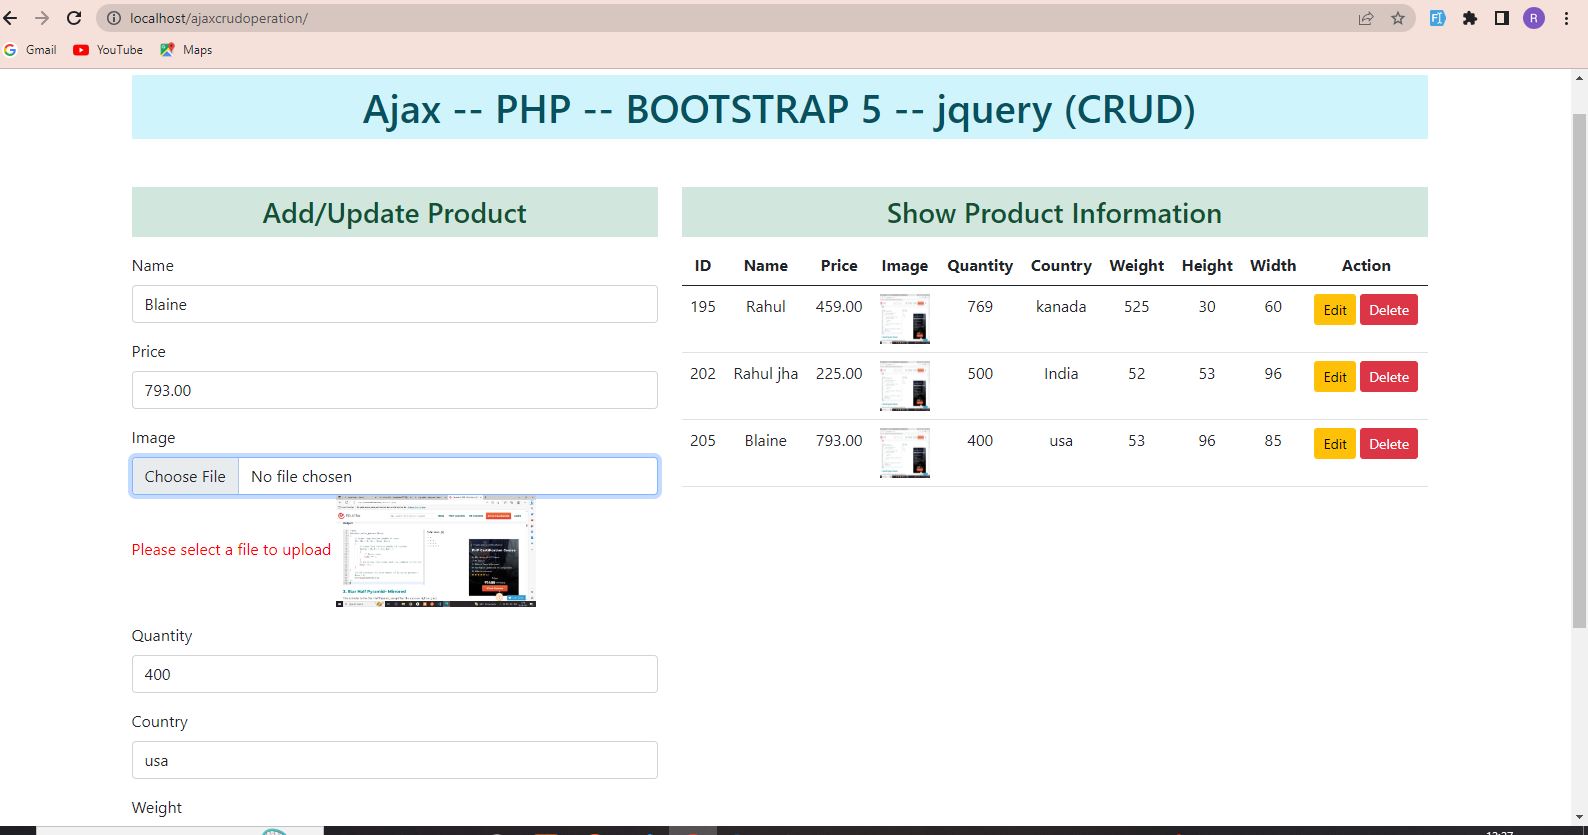 localhost/ajaxcrudoperation/
R
Gmail
YouTube
Maps
Ajax -- PHP -- BOOTSTRAP 5 -- jquery (CRUD)
Add/Update Product
Name
Blaine
Price
793.00
Image
Choose File No file chosen
Please select a file to upload
Quantity
400
Country
usa
Weight
Show Product Information
ID Name Price Image Quantity Country Weight Height Width Action
195 Rahul 459.00 769 kanada 525 30 60 Edit Delete
202 Rahul jha 225.00 500 India 52 53 96 Edit Delete
205 Blaine 793.00 400 usa 53 96 85 Edit Delete